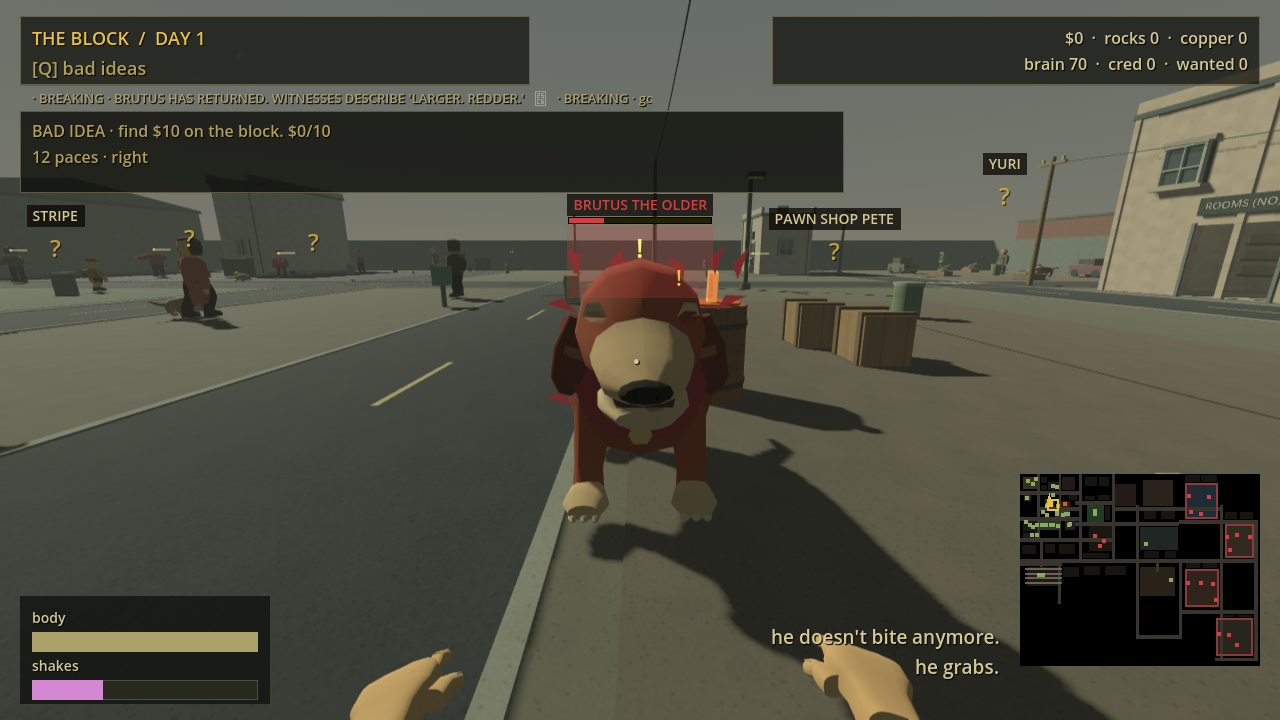 THE BLOCK / DAY 1
[Q] bad ideas
$0 · rocks 0 · copper 0
brain 70 · cred 0 · wanted 0
· BREAKING · BRUTUS HAS RETURNED. WITNESSES DESCRIBE 'LARGER. REDDER.' · BREAKING · gc
BAD IDEA · find $10 on the block. $0/10
12 paces · right
YURI
?
STRIPE
?
?
?
BRUTUS THE OLDER
!
!
PAWN SHOP PETE
?
ROOMS (NO
body
shakes
he doesn't bite anymore.
he grabs.